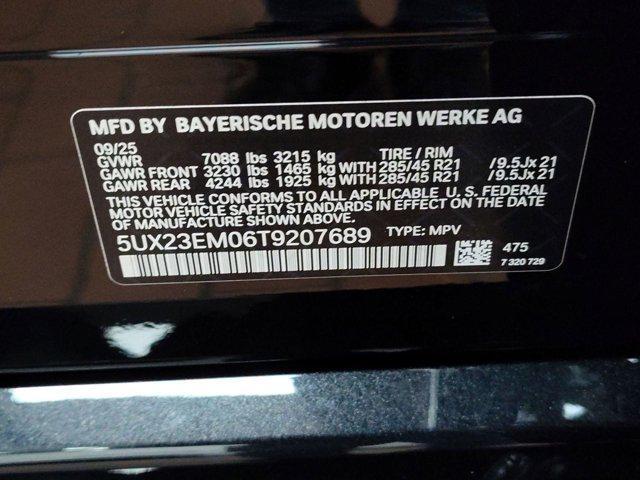 MFD BY BAYERISCHE MOTOREN WERKE AG
09/25
GVWR 7088 lbs 3215 kg TIRE / RIM
GAWR FRONT 3230 lbs 1465 kg WITH 285/45 R21 /9.5Jx21
GAWR REAR 4244 lbs 1925 kg WITH 285/45 R21 /9.5Jx21
THIS VEHICLE CONFORMS TO ALL APPLICABLE U. S. FEDERAL
MOTOR VEHICLE SAFETY STANDARDS IN EFFECT ON THE DATE
OF MANUFACTURE SHOWN ABOVE.
5UX23EM06T9207689 TYPE: MPV
475
7 320 729